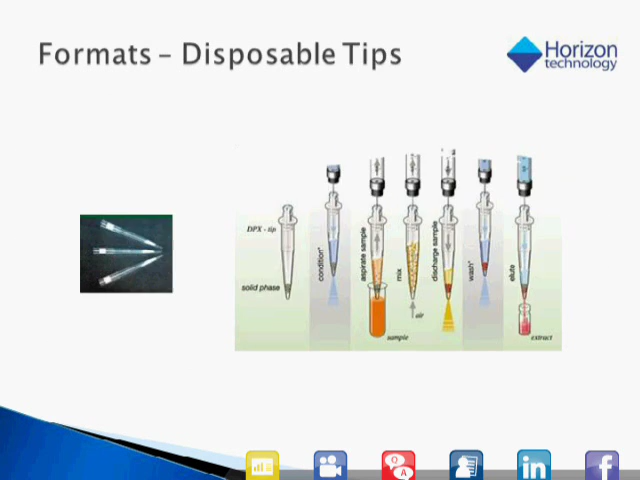 Formats – Disposable Tips
Horizon
technology
DPX - tip
solid phase
condition*
aspirate sample
mix
discharge sample
wash*
elute
air
sample
extract
Q
A
in
f